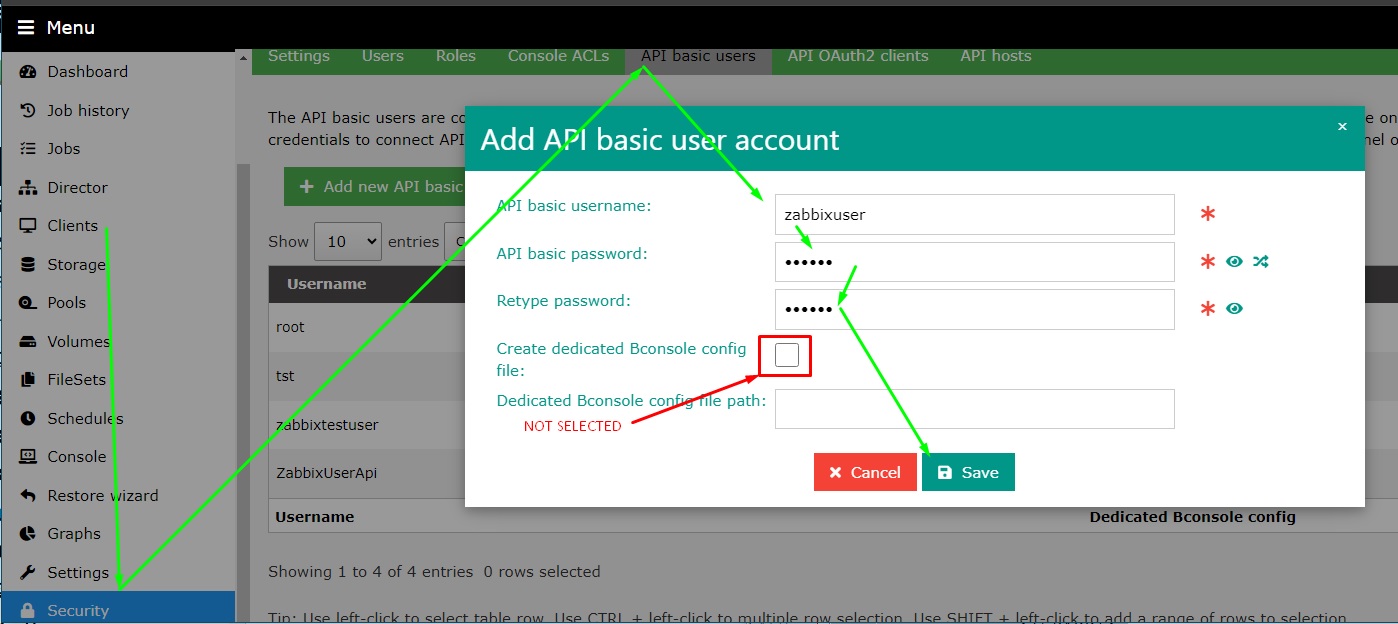 Menu
Dashboard
Job history
Jobs
Director
Clients
Storage
Pools
Volumes
FileSets
Schedules
Console
Restore wizard
Graphs
Settings
Security
Settings Users Roles Console ACLs API basic users API OAuth2 clients API hosts
The API basic users are co
credentials to connect API
e on
nel o
+ Add new API basic
Show 10 entries
Username
root
tst
zabbixtestuser
ZabbixUserApi
Username Dedicated Bconsole config
Showing 1 to 4 of 4 entries 0 rows selected
Tip: Use left-click to select table row. Use CTRL + left-click to multiple row selection. Use SHIFT + left-click to add a range of rows to selection.
Add API basic user account ×
API basic username: zabbixuser *
API basic password: •••••• *
Retype password: •••••• *
Create dedicated Bconsole config
file:
Dedicated Bconsole config file path:
NOT SELECTED
Cancel Save